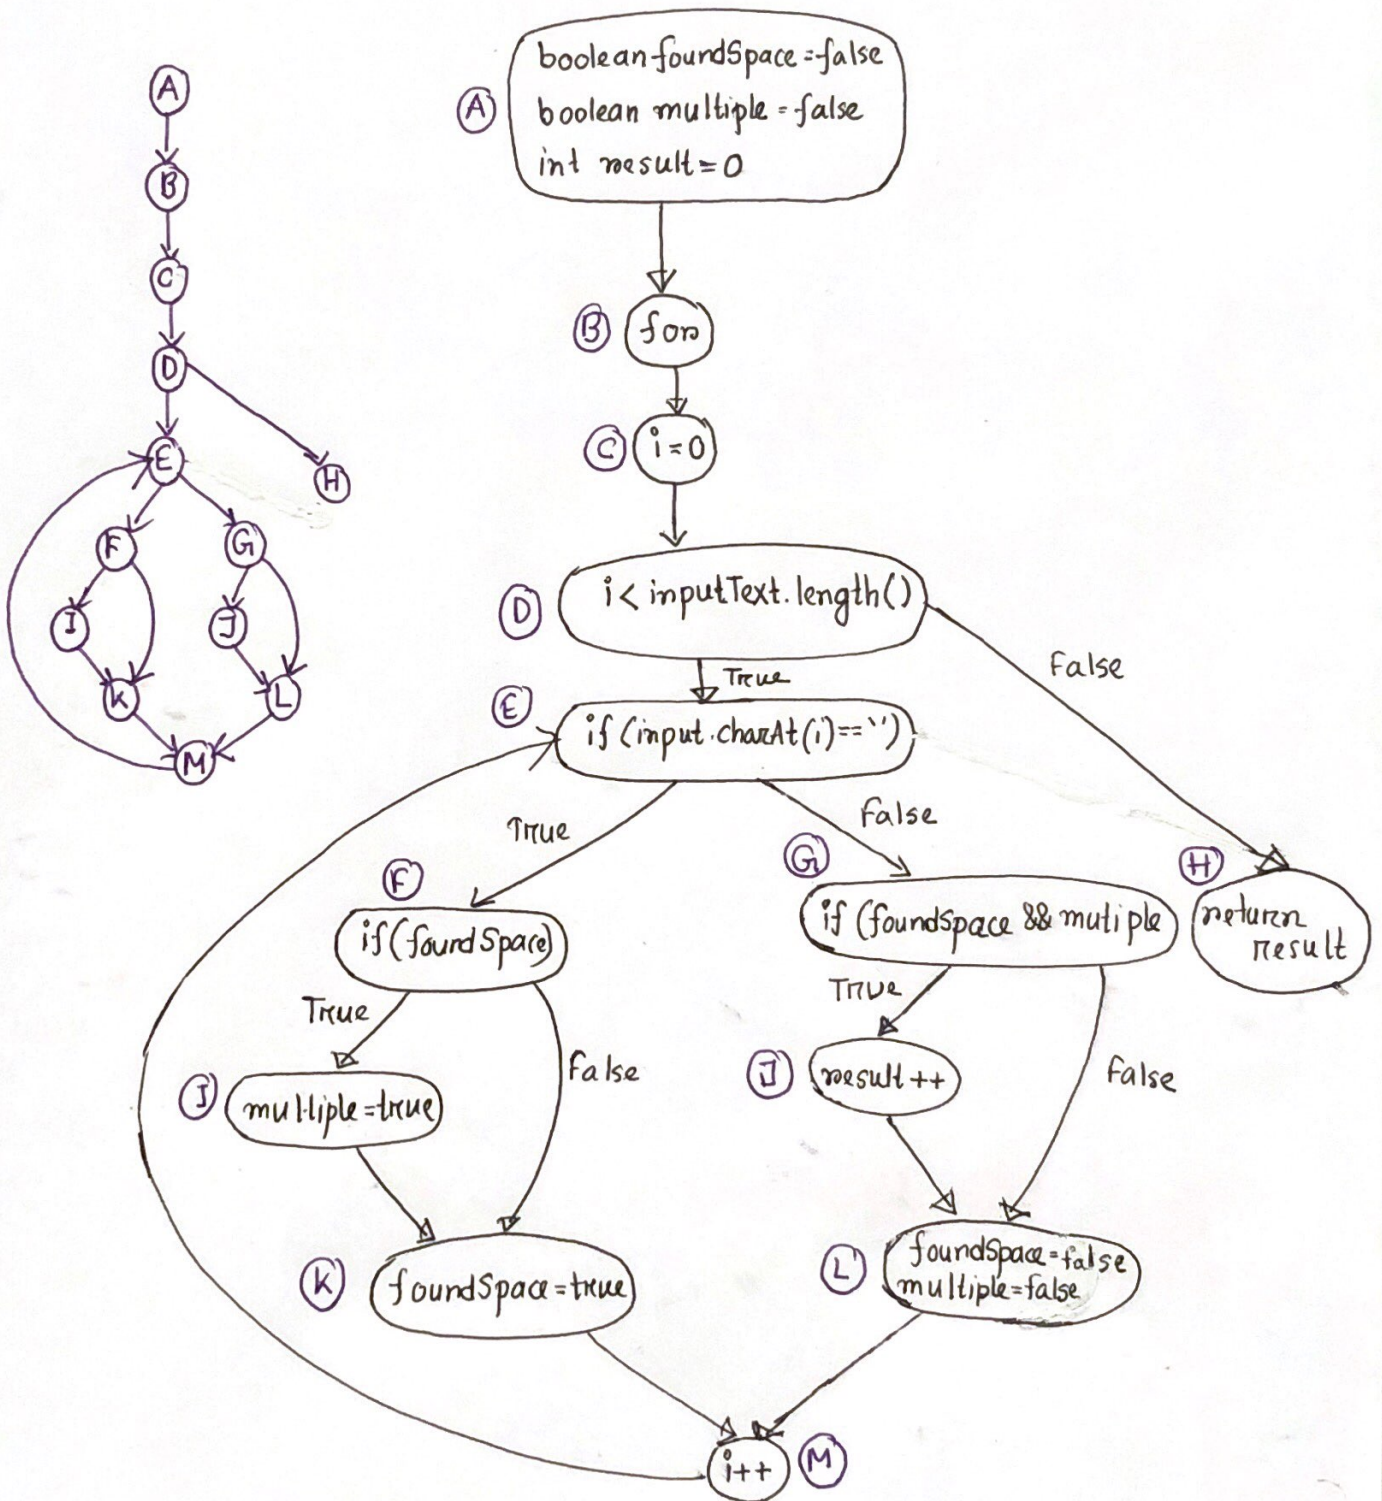 A
B
C
D
E
H
F
G
I
J
K
L
M
A
boolean foundSpace=false
boolean multiple=false
int result=0
B
for
C
i=0
D
i<inputText.length()
True
False
E
if (input.charAt(i)=='')
True
False
F
if(foundSpace)
G
if (foundspace && mutiple
H
return
result
True
False
True
False
I
multiple=true
J
result++
K
foundSpace=true
L
foundSpace=false
multiple=false
i++
M